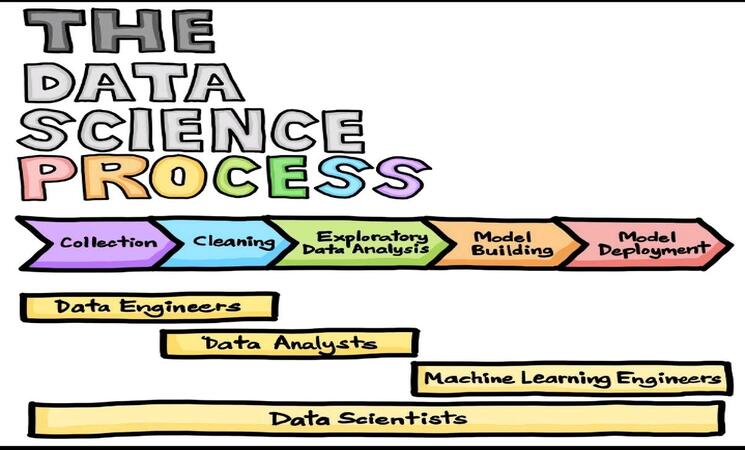 THE
DATA
SCIENCE
PROCESS
Collection
Cleaning
Exploratory
Data Analysis
Model
Building
Model
Deployment
Data Engineers
Data Analysts
Machine Learning Engineers
Data Scientists